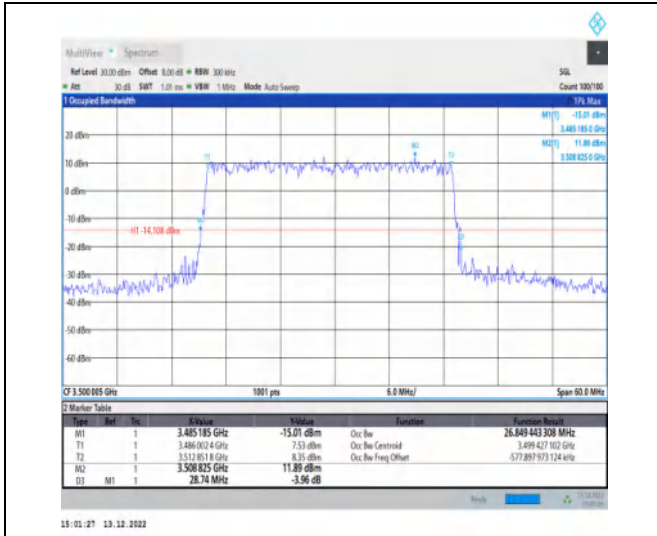 MultiView Spectrum
Ref Level 30.00 dBm Offset 8.00 dB RBW 300 kHz SGL
Att 30 dB SWT 1.01 ms VBW 1 MHz Mode Auto Sweep Count 100/100
1 Occupied Bandwidth 1Pk Max
M1[1] -15.01 dBm
3.485 185 0 GHz
M2[1] 11.89 dBm
3.508 825 0 GHz
20 dBm
M2
T1 T2
10 dBm
0 dBm
-10 dBm
H1 -14.108 dBm
-20 dBm
-30 dBm
-40 dBm
-50 dBm
-60 dBm
CF 3.500 005 GHz 1001 pts 6.0 MHz/ Span 60.0 MHz
2 Marker Table
Type Ref Trc X-Value Y-Value Function Function Result
M1 1 3.485 185 GHz -15.01 dBm Occ Bw 26.849 443 308 MHz
T1 1 3.486 002 4 GHz 7.53 dBm Occ Bw Centroid 3.499 427 102 GHz
T2 1 3.512 851 8 GHz 8.35 dBm Occ Bw Freq Offset -577.897 973 124 kHz
M2 1 3.508 825 GHz 11.89 dBm
D3 M1 1 28.74 MHz -3.96 dB
Ready
15:01:27 13.12.2022